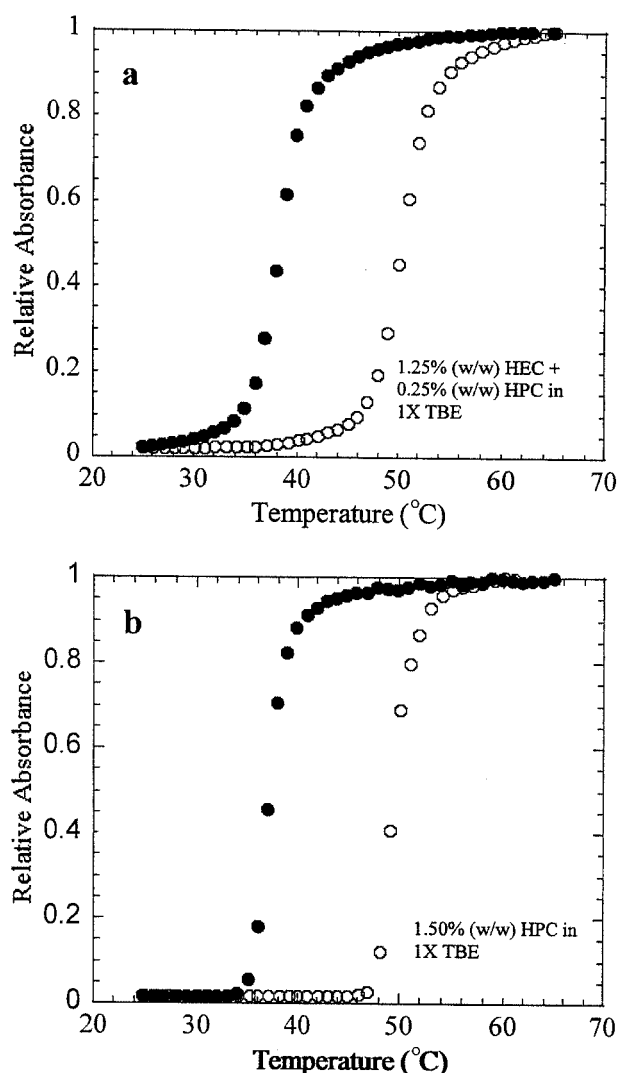 a
1
0.8
0.6
0.4
0.2
0
Relative Absorbance
1.25% (w/w) HEC +
0.25% (w/w) HPC in
1X TBE
20 30 40 50 60 70
Temperature (°C)
b
1
0.8
0.6
0.4
0.2
0
Relative Absorbance
1.50% (w/w) HPC in
1X TBE
20 30 40 50 60 70
Temperature (°C)